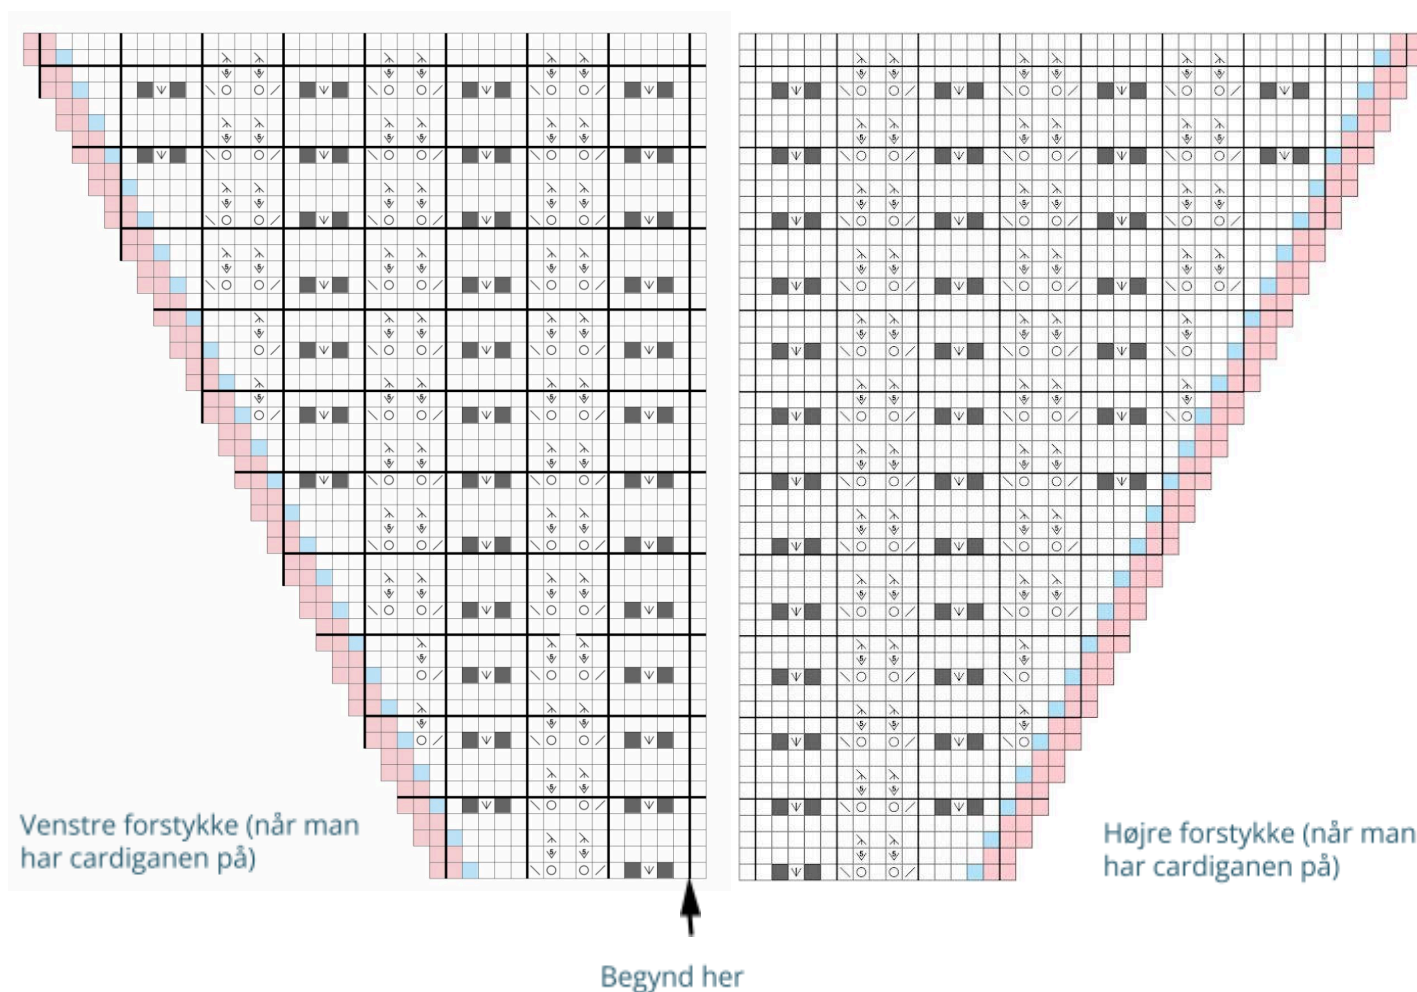 Venstre forstykke (når man
har cardiganen på)
Højre forstykke (når man
har cardiganen på)
Begynd her